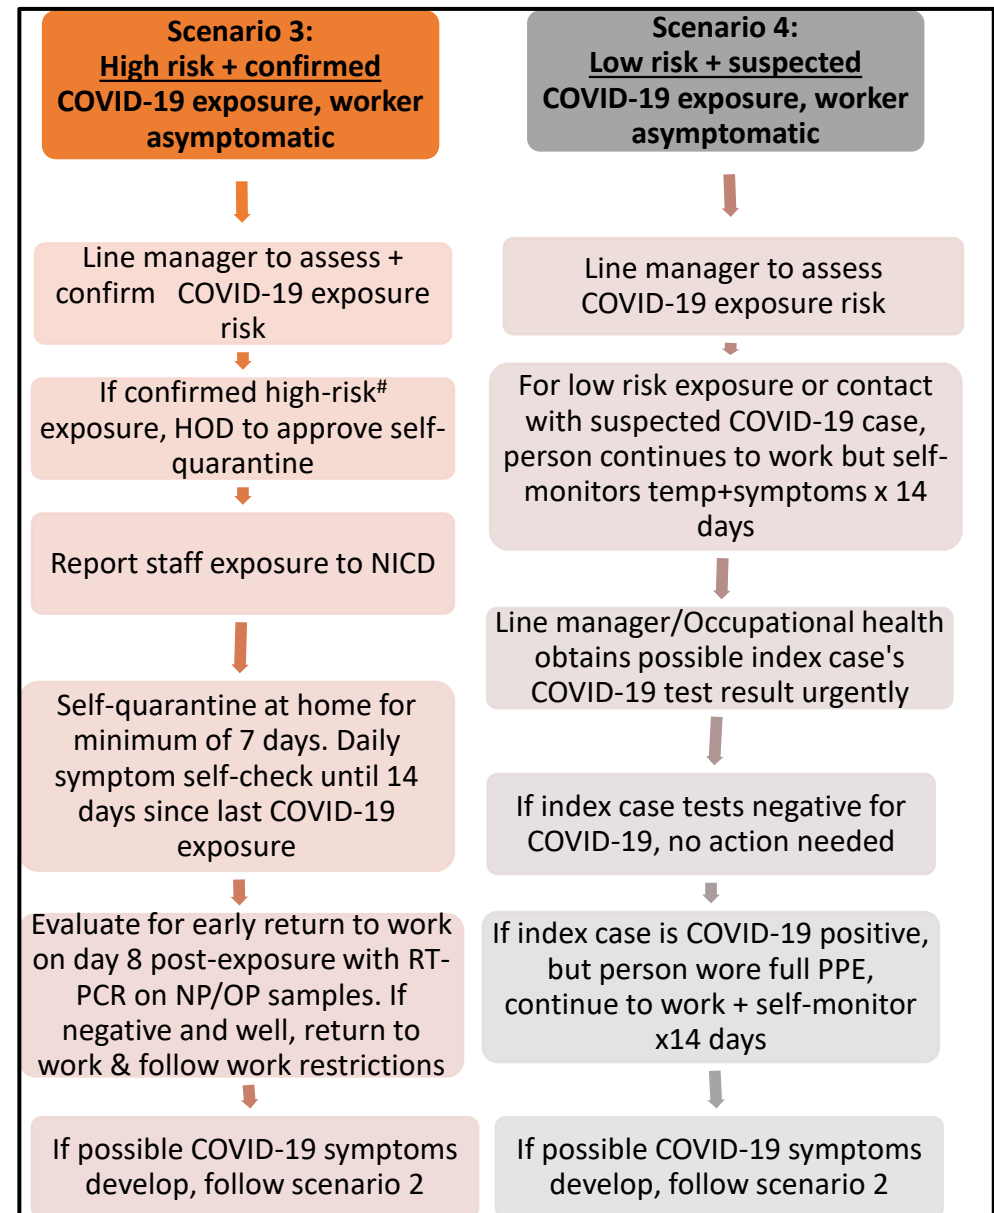 Scenario 3:
High risk + confirmed
COVID-19 exposure, worker
asymptomatic
Line manager to assess +
confirm COVID-19 exposure
risk
If confirmed high-risk#
exposure, HOD to approve self-
quarantine
Report staff exposure to NICD
Self-quarantine at home for
minimum of 7 days. Daily
symptom self-check until 14
days since last COVID-19
exposure
Evaluate for early return to work
on day 8 post-exposure with RT-
PCR on NP/OP samples. If
negative and well, return to
work & follow work restrictions
If possible COVID-19 symptoms
develop, follow scenario 2
Scenario 4:
Low risk + suspected
COVID-19 exposure, worker
asymptomatic
Line manager to assess
COVID-19 exposure risk
For low risk exposure or contact
with suspected COVID-19 case,
person continues to work but self-
monitors temp+symptoms x 14
days
Line manager/Occupational health
obtains possible index case's
COVID-19 test result urgently
If index case tests negative for
COVID-19, no action needed
If index case is COVID-19 positive,
but person wore full PPE,
continue to work + self-monitor
x14 days
If possible COVID-19 symptoms
develop, follow scenario 2